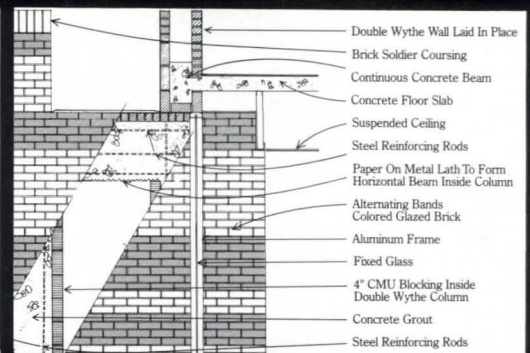 Double Wythe Wall Laid In Place
Brick Soldier Coursing
Continuous Concrete Beam
Concrete Floor Slab
Suspended Ceiling
Steel Reinforcing Rods
Paper On Metal Lath To Form
Horizontal Beam Inside Column
Alternating Bands
Colored Glazed Brick
Aluminum Frame
Fixed Glass
4" CMU Blocking Inside
Double Wythe Column
Concrete Grout
Steel Reinforcing Rods